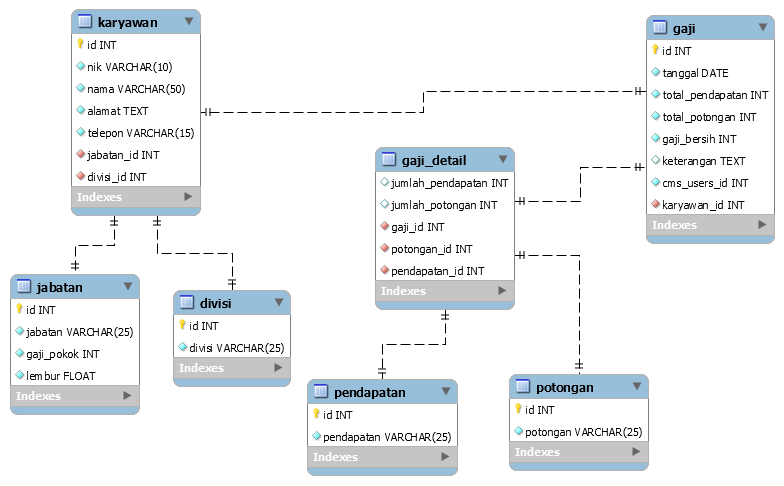 karyawan
id INT
nik VARCHAR(10)
nama VARCHAR(50)
alamat TEXT
telepon VARCHAR(15)
jabatan_id INT
divisi_id INT
Indexes
gaji
id INT
tanggal DATE
total_pendapatan INT
total_potongan INT
gaji_bersih INT
keterangan TEXT
cms_users_id INT
karyawan_id INT
Indexes
gaji_detail
jumlah_pendapatan INT
jumlah_potongan INT
gaji_id INT
potongan_id INT
pendapatan_id INT
Indexes
jabatan
id INT
jabatan VARCHAR(25)
gaji_pokok INT
lembur FLOAT
Indexes
divisi
id INT
divisi VARCHAR(25)
Indexes
pendapatan
id INT
pendapatan VARCHAR(25)
Indexes
potongan
id INT
potongan VARCHAR(25)
Indexes